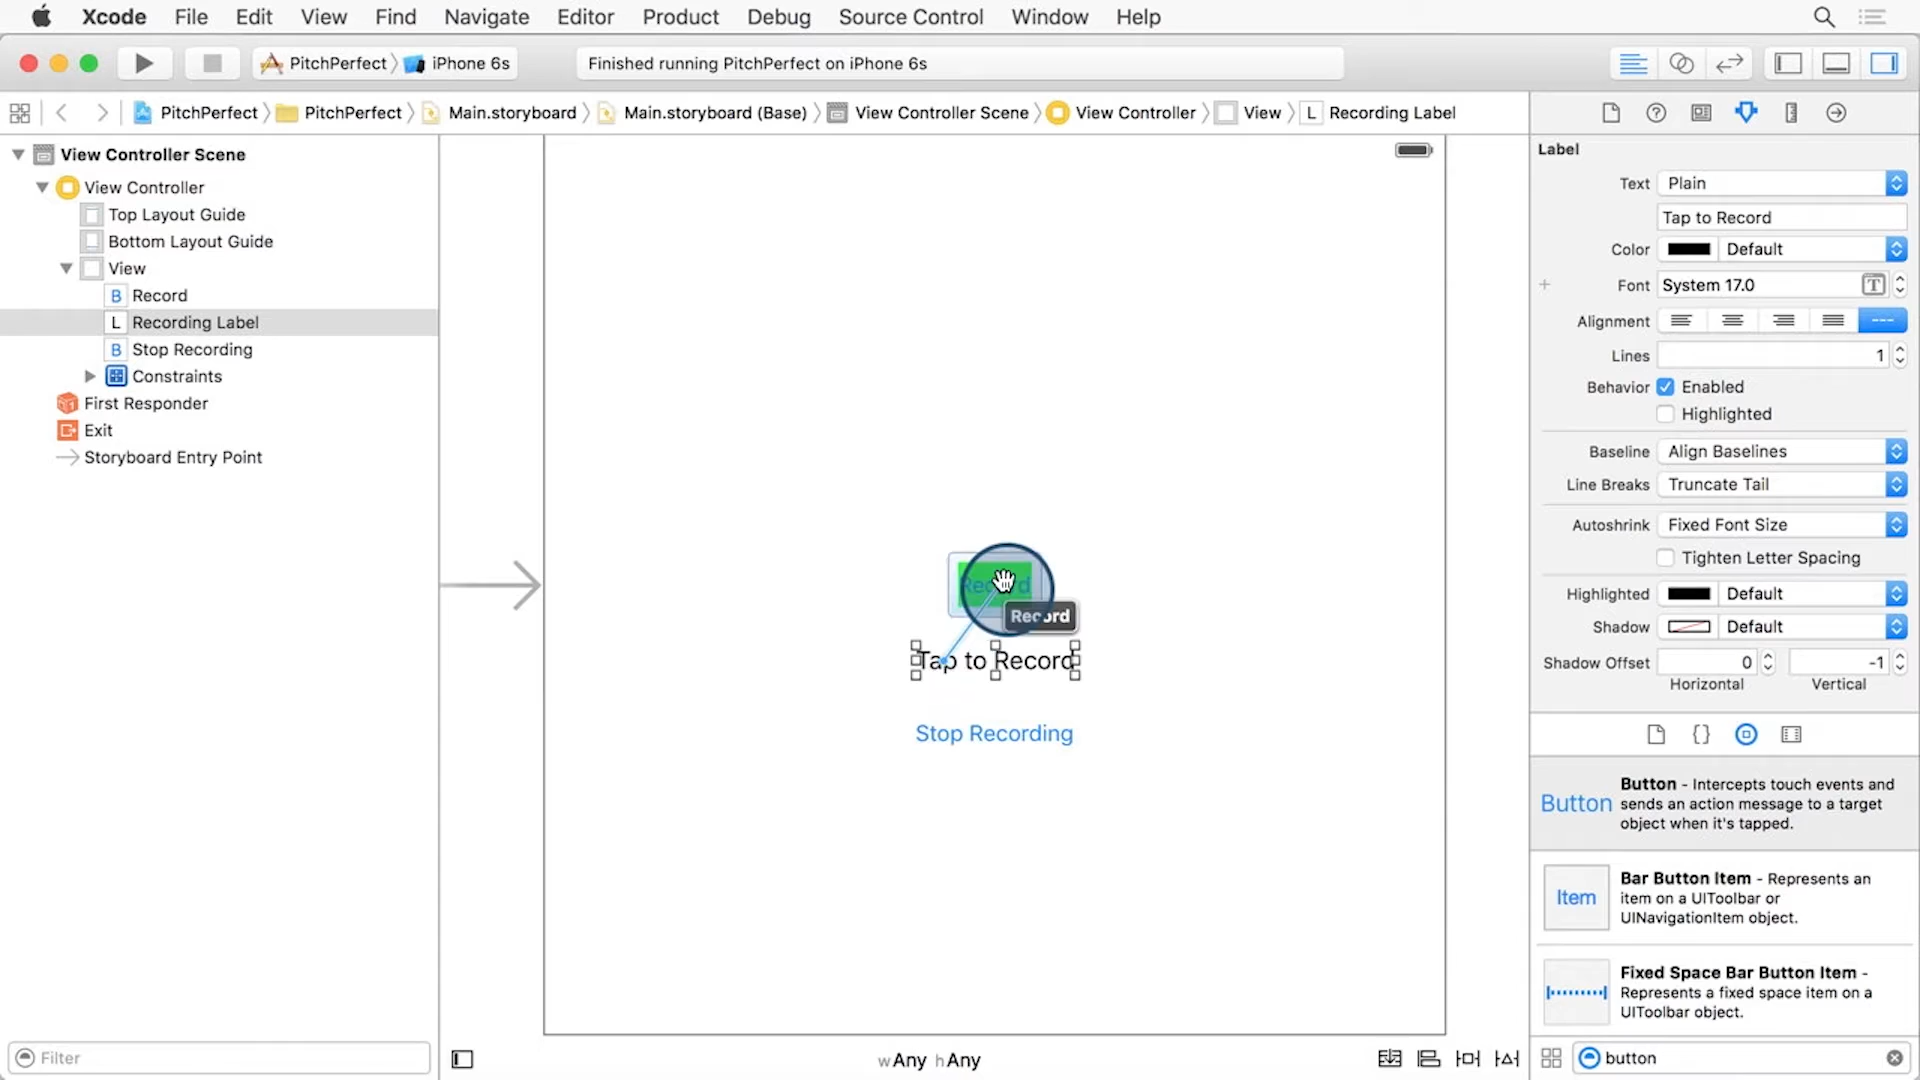 Xcode File Edit View Find Navigate Editor Product Debug Source Control Window Help
PitchPerfect iPhone 6s
Finished running PitchPerfect on iPhone 6s
PitchPerfect PitchPerfect Main.storyboard Main.storyboard (Base) View Controller Scene View Controller View L Recording Label
View Controller Scene
View Controller
Top Layout Guide
Bottom Layout Guide
View
B Record
L Recording Label
B Stop Recording
Constraints
First Responder
Exit
Storyboard Entry Point
Filter
Record
Record
Tap to Record
Stop Recording
wAny hAny
Label
Text Plain
Tap to Record
Color Default
Font System 17.0 T
Alignment
Lines 1
Behavior Enabled
Highlighted
Baseline Align Baselines
Line Breaks Truncate Tail
Autoshrink Fixed Font Size
Tighten Letter Spacing
Highlighted Default
Shadow Default
Shadow Offset 0 -1
Horizontal Vertical
{}
Button
Button - Intercepts touch events and
sends an action message to a target
object when it's tapped.
Item
Bar Button Item - Represents an
item on a UIToolbar or
UINavigationItem object.
Fixed Space Bar Button Item -
Represents a fixed space item on a
UIToolbar object.
button